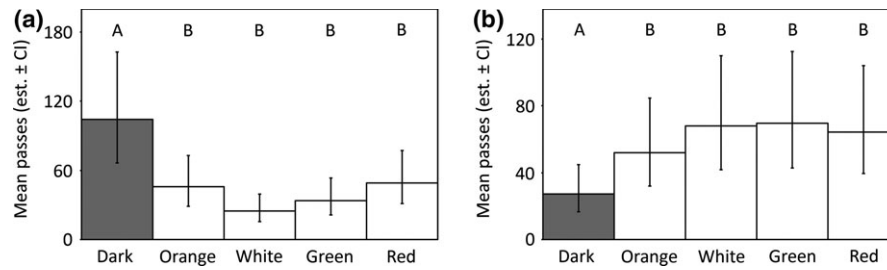 (a)
Mean passes (est. ± CI)
180
120
60
0
A B B B B
Dark Orange White Green Red
(b)
Mean passes (est. ± CI)
120
80
40
0
A B B B B
Dark Orange White Green Red